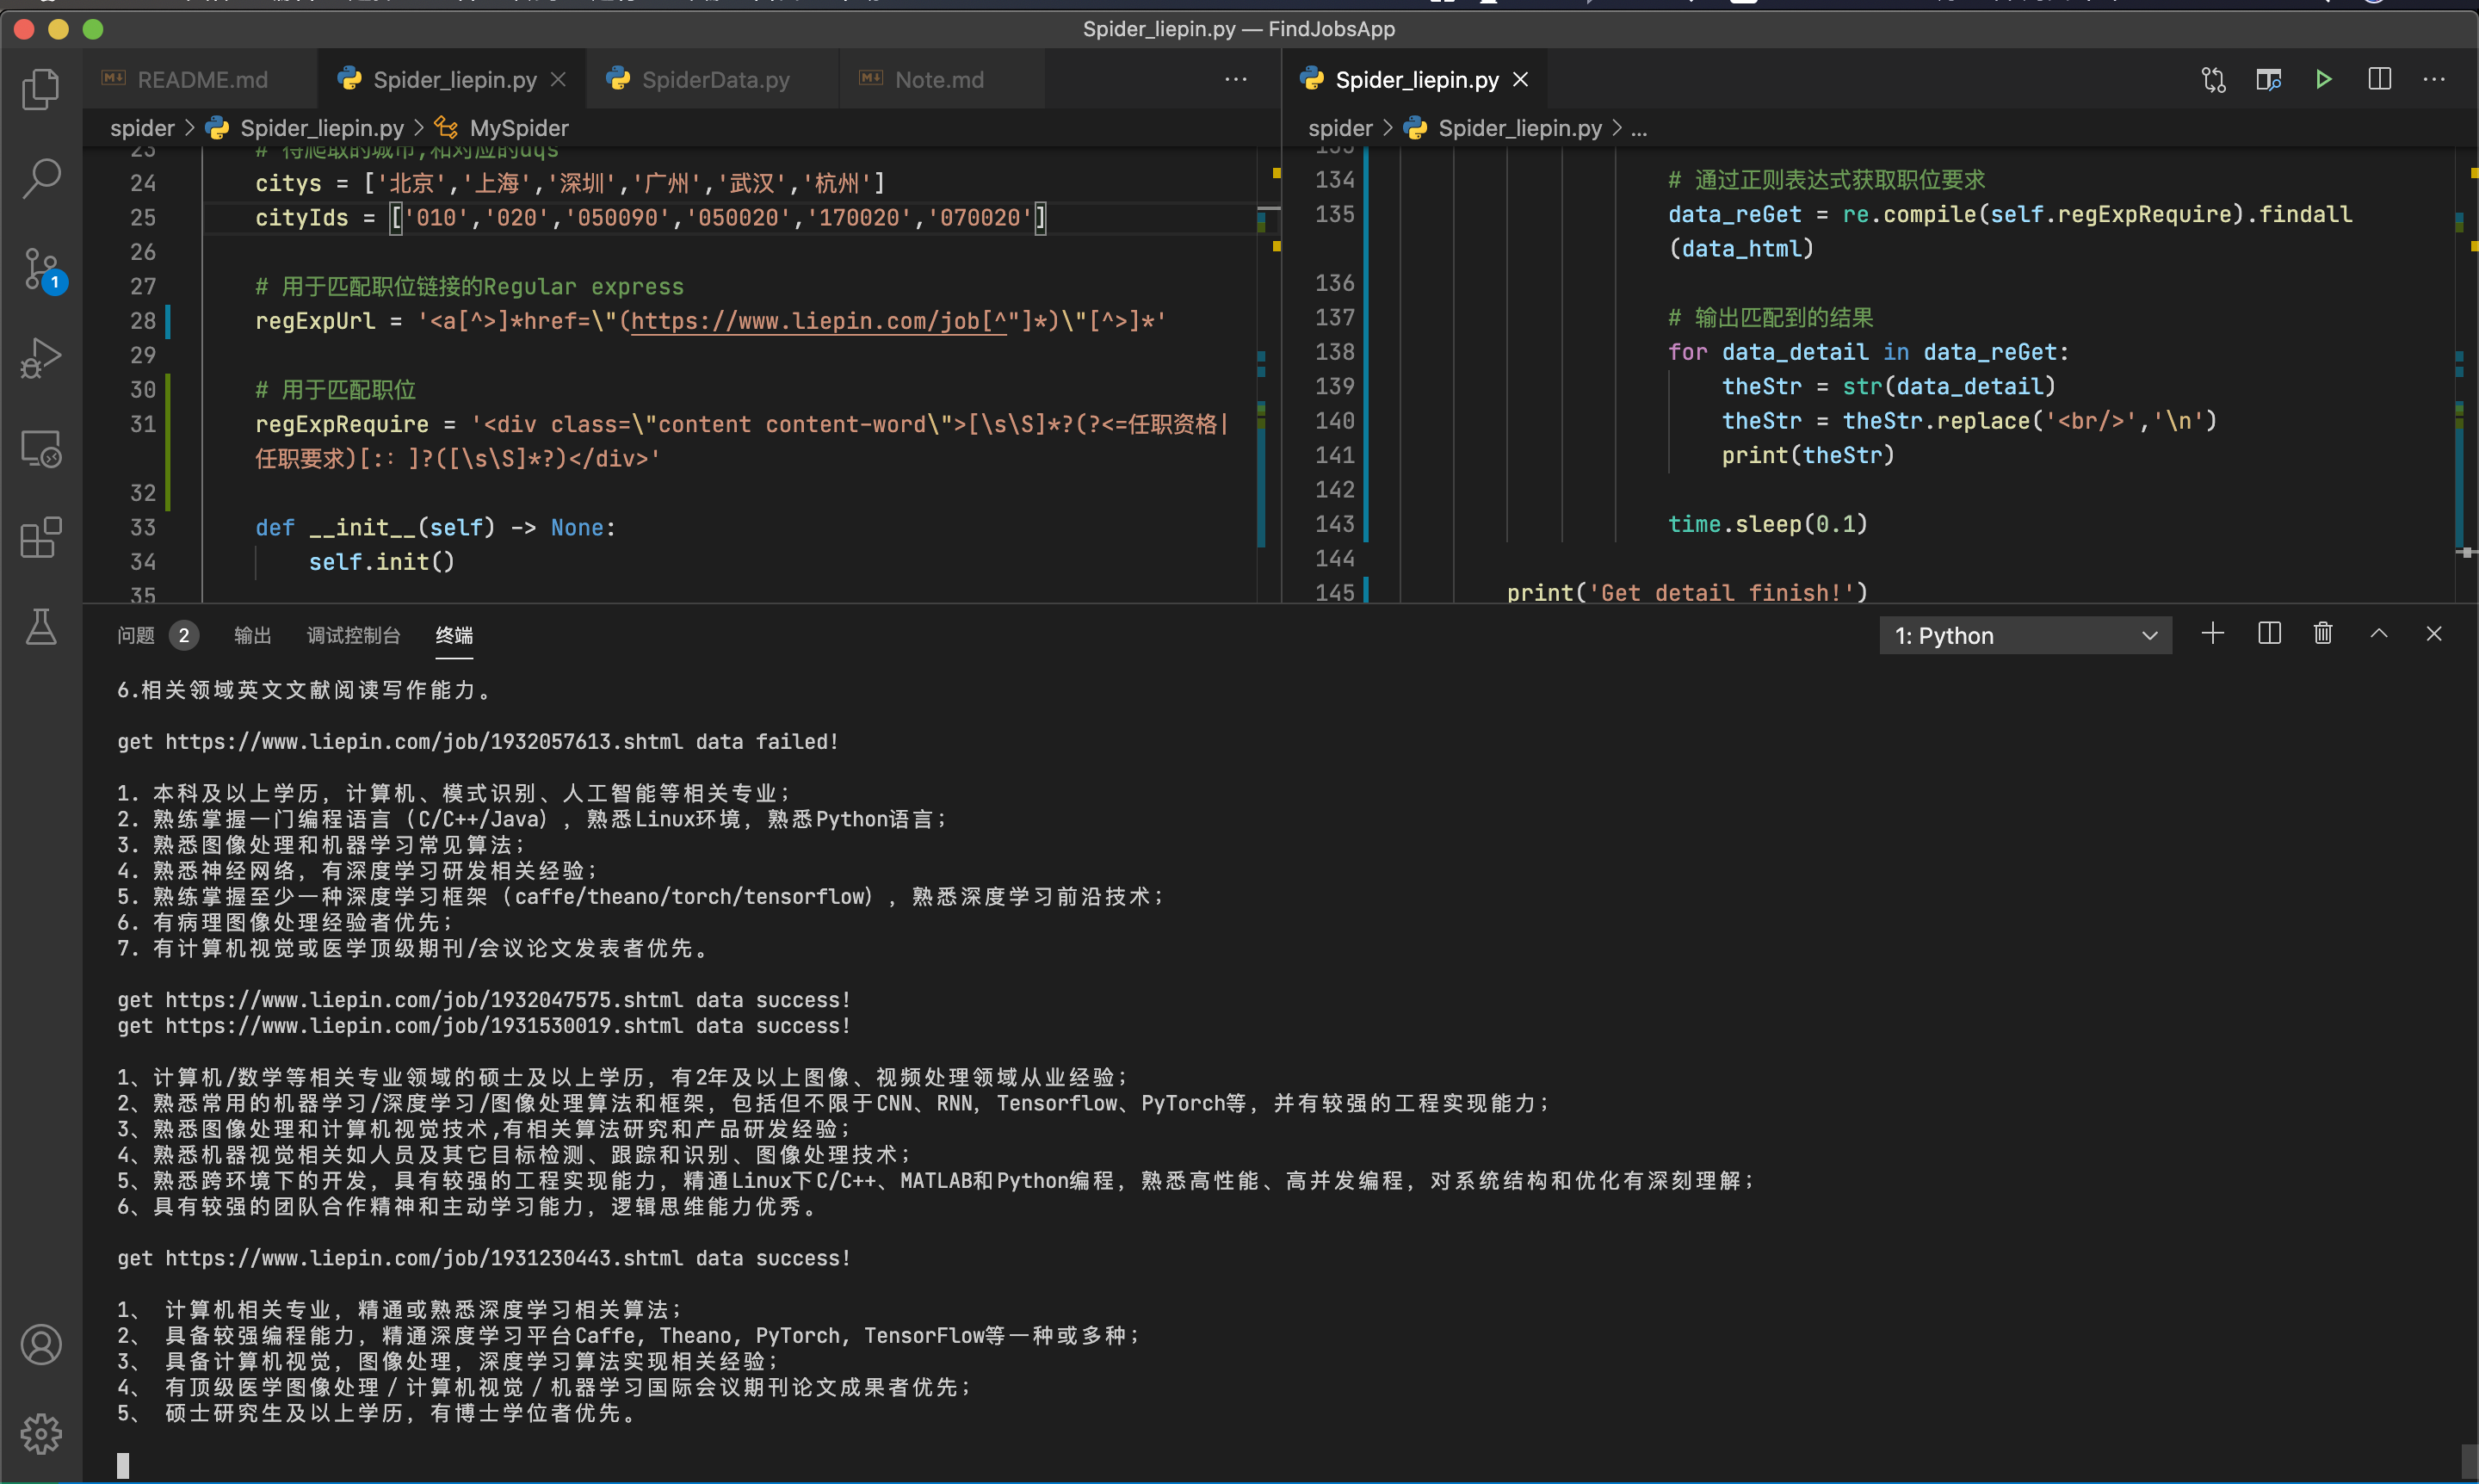 Spider_liepin.py — FindJobsApp
README.md
Spider_liepin.py
SpiderData.py
Note.md
spider > Spider_liepin.py > MySpider
23 # 待爬取的城市,和对应的dqs
24 citys = ['北京','上海','深圳','广州','武汉','杭州']
25 cityIds = ['010','020','050090','050020','170020','070020']
26
27 # 用于匹配职位链接的Regular express
28 regExpUrl = '<a[^>]*href=\"(https://www.liepin.com/job[^"]*)\"[^>]*'
29
30 # 用于匹配职位
31 regExpRequire = '<div class=\"content content-word\">[\s\S]*?(?<=任职资格|
任职要求)[:：]?([\s\S]*?)</div>'
32
33 def __init__(self) -> None:
34 self.init()
35
Spider_liepin.py
spider > Spider_liepin.py > ...
133
134 # 通过正则表达式获取职位要求
135 data_reGet = re.compile(self.regExpRequire).findall
(data_html)
136
137 # 输出匹配到的结果
138 for data_detail in data_reGet:
139 theStr = str(data_detail)
140 theStr = theStr.replace('<br/>','\n')
141 print(theStr)
142
143 time.sleep(0.1)
144
145 print('Get detail finish!')
1
问题 2 输出 调试控制台 终端
1: Python
6.相关领域英文文献阅读写作能力。
get https://www.liepin.com/job/1932057613.shtml data failed!
1. 本科及以上学历，计算机、模式识别、人工智能等相关专业；
2. 熟练掌握一门编程语言（C/C++/Java），熟悉Linux环境，熟悉Python语言；
3. 熟悉图像处理和机器学习常见算法；
4. 熟悉神经网络，有深度学习研发相关经验；
5. 熟练掌握至少一种深度学习框架（caffe/theano/torch/tensorflow），熟悉深度学习前沿技术；
6. 有病理图像处理经验者优先；
7. 有计算机视觉或医学顶级期刊/会议论文发表者优先。
get https://www.liepin.com/job/1932047575.shtml data success!
get https://www.liepin.com/job/1931530019.shtml data success!
1、计算机/数学等相关专业领域的硕士及以上学历，有2年及以上图像、视频处理领域从业经验；
2、熟悉常用的机器学习/深度学习/图像处理算法和框架，包括但不限于CNN、RNN, Tensorflow、PyTorch等，并有较强的工程实现能力；
3、熟悉图像处理和计算机视觉技术,有相关算法研究和产品研发经验；
4、熟悉机器视觉相关如人员及其它目标检测、跟踪和识别、图像处理技术；
5、熟悉跨环境下的开发，具有较强的工程实现能力，精通Linux下C/C++、MATLAB和Python编程，熟悉高性能、高并发编程，对系统结构和优化有深刻理解；
6、具有较强的团队合作精神和主动学习能力，逻辑思维能力优秀。
get https://www.liepin.com/job/1931230443.shtml data success!
1、 计算机相关专业，精通或熟悉深度学习相关算法；
2、 具备较强编程能力，精通深度学习平台Caffe, Theano, PyTorch, TensorFlow等一种或多种；
3、 具备计算机视觉，图像处理，深度学习算法实现相关经验；
4、 有顶级医学图像处理／计算机视觉／机器学习国际会议期刊论文成果者优先；
5、 硕士研究生及以上学历，有博士学位者优先。